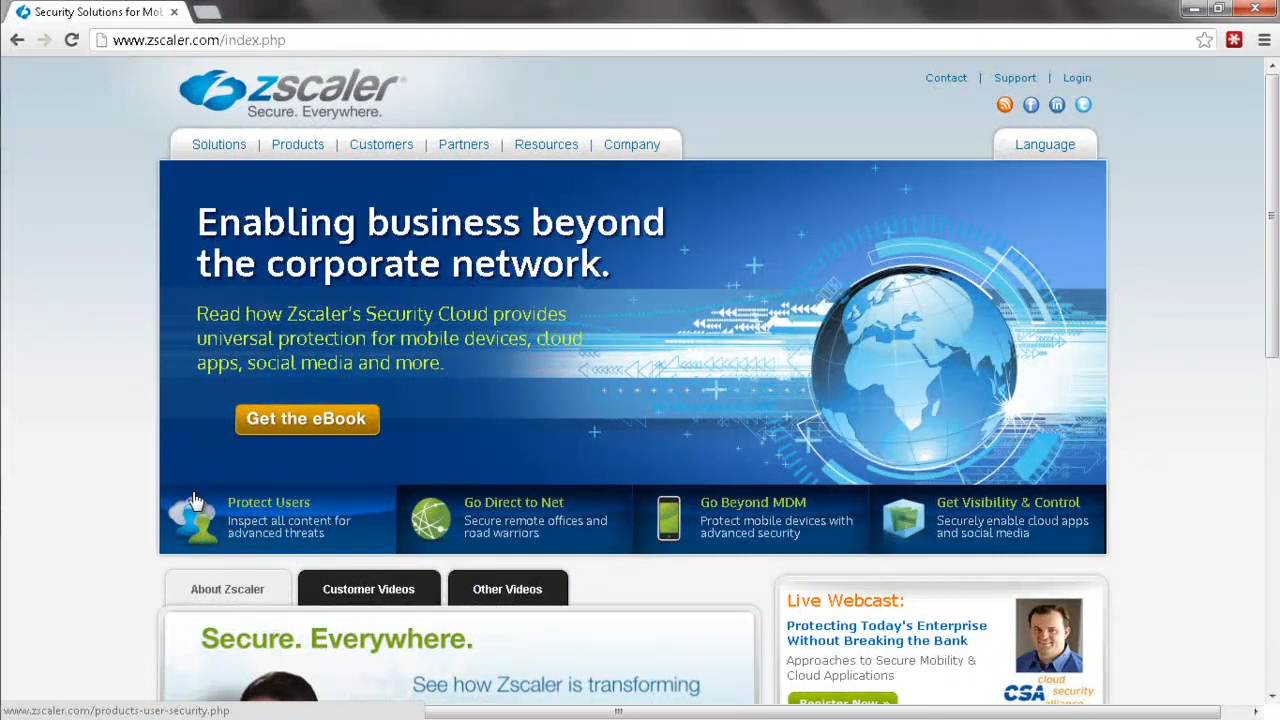 Security Solutions for Mob
www.zscaler.com/index.php
zscaler®
Secure. Everywhere.
Contact | Support | Login
Solutions | Products | Customers | Partners | Resources | Company
Language
Enabling business beyond
the corporate network.
Read how Zscaler's Security Cloud provides
universal protection for mobile devices, cloud
apps, social media and more.
Get the eBook
Protect Users
Inspect all content for
advanced threats
Go Direct to Net
Secure remote offices and
road warriors
Go Beyond MDM
Protect mobile devices with
advanced security
Get Visibility & Control
Securely enable cloud apps
and social media
About Zscaler
Customer Videos
Other Videos
Secure. Everywhere.
See how Zscaler is transforming
Live Webcast:
Protecting Today's Enterprise
Without Breaking the Bank
Approaches to Secure Mobility &
Cloud Applications
Register Now »
CSA cloud
security
alliance
www.zscaler.com/products-user-security.php